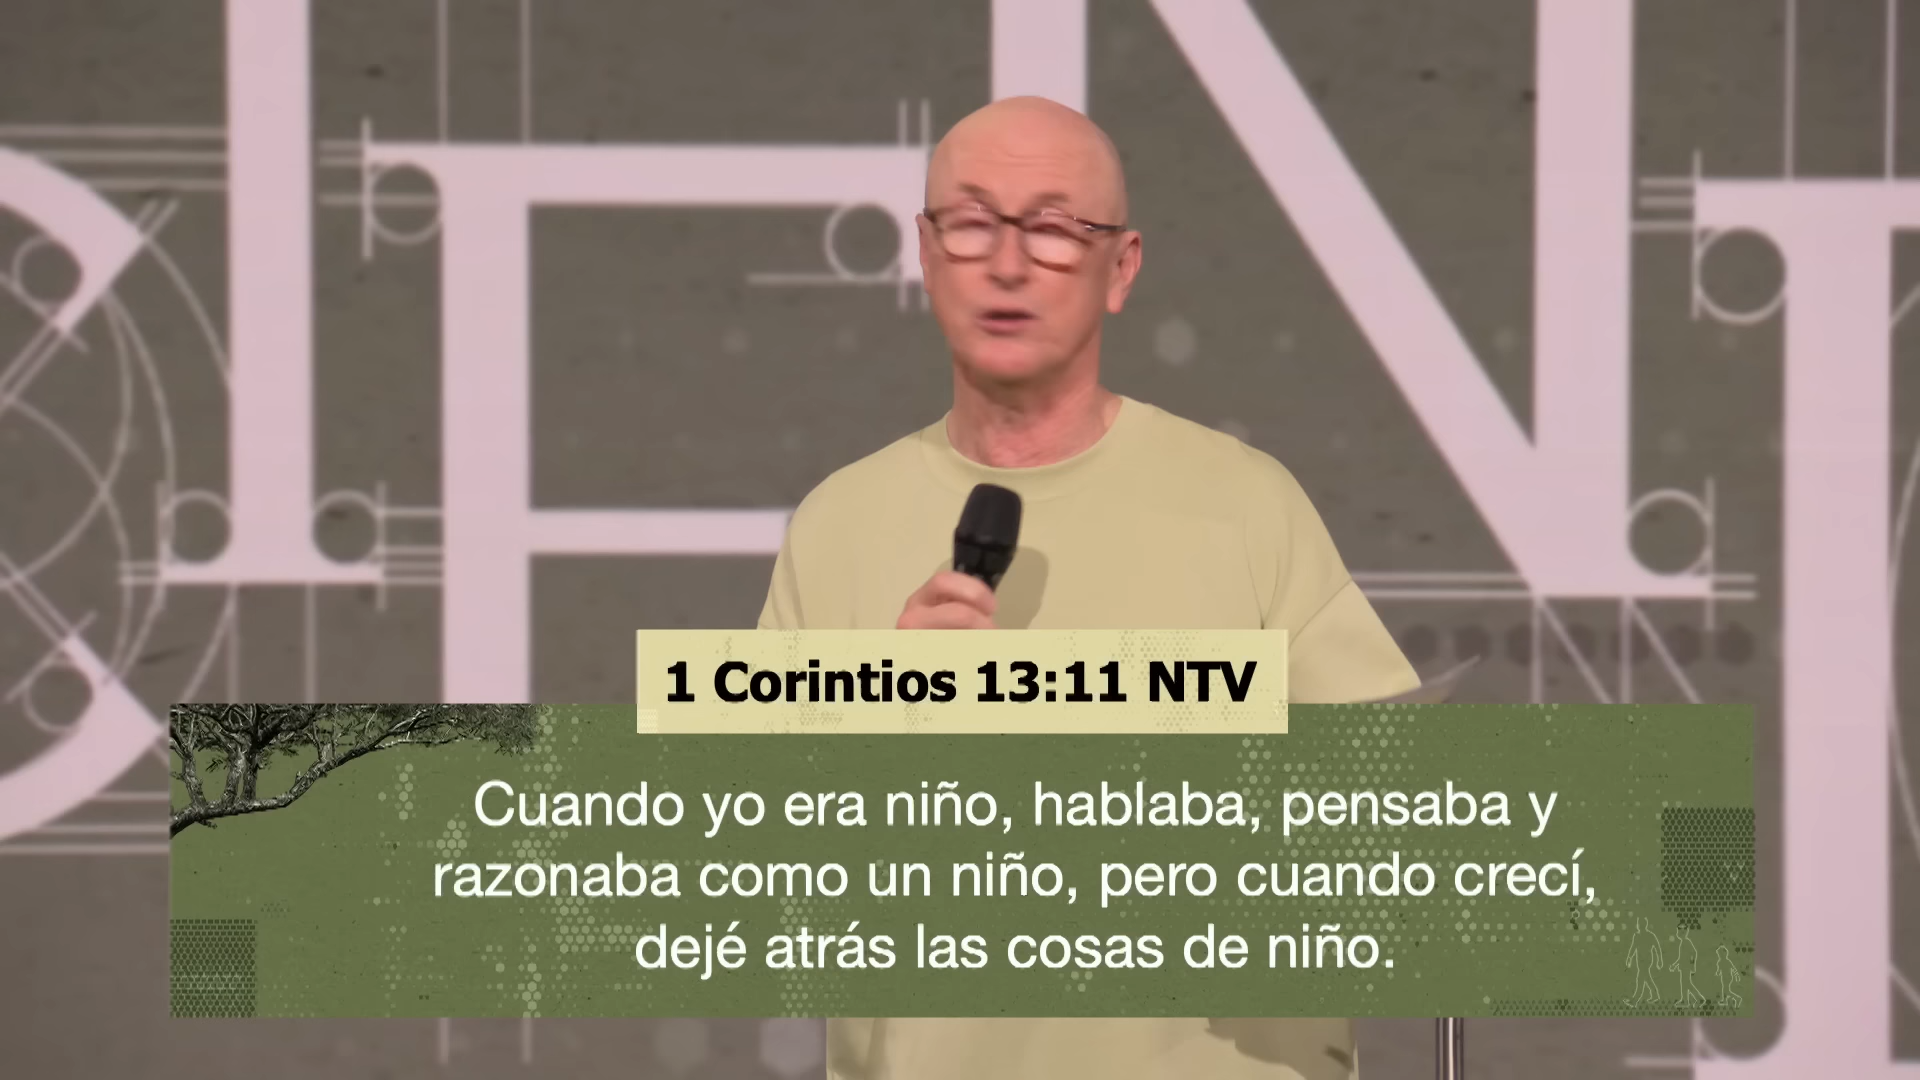 1 Corintios 13:11 NTV
Cuando yo era niño, hablaba, pensaba y
razonaba como un niño, pero cuando crecí,
dejé atrás las cosas de niño.